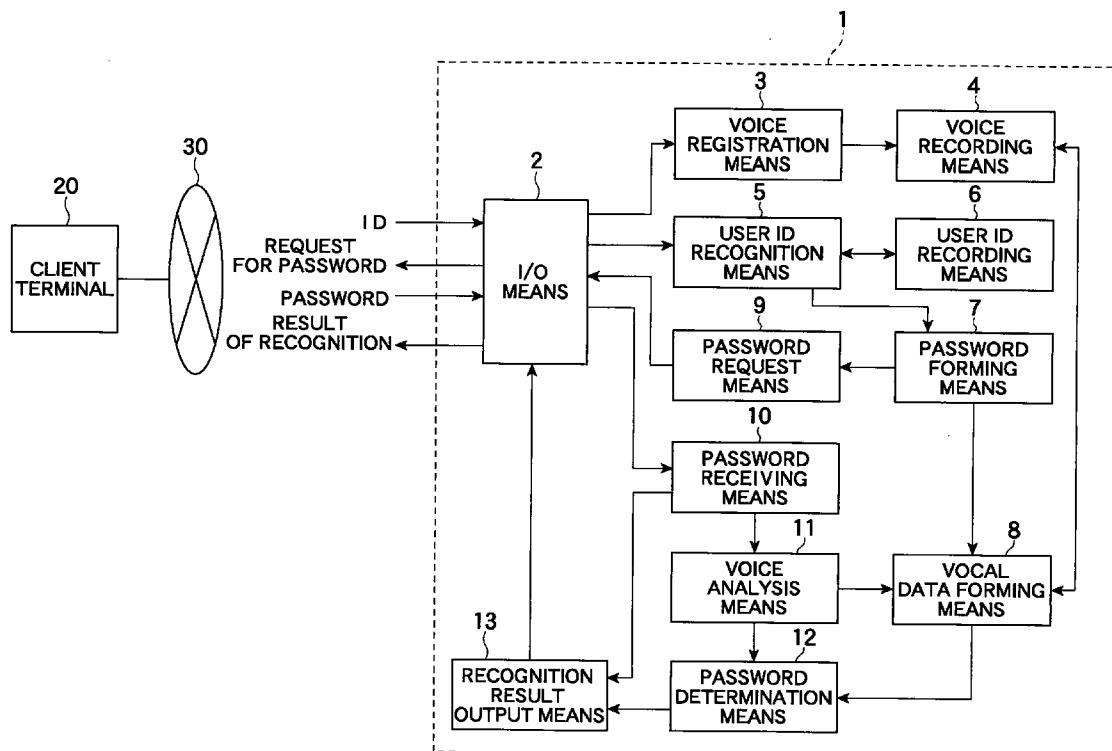 1
3
VOICE
REGISTRATION
MEANS
4
VOICE
RECORDING
MEANS
30
20
CLIENT
TERMINAL
ID
REQUEST
FOR PASSWORD
PASSWORD
RESULT
OF RECOGNITION
2
I/O
MEANS
5
USER ID
RECOGNITION
MEANS
6
USER ID
RECORDING
MEANS
9
PASSWORD
REQUEST
MEANS
7
PASSWORD
FORMING
MEANS
10
PASSWORD
RECEIVING
MEANS
11
VOICE
ANALYSIS
MEANS
8
VOCAL
DATA FORMING
MEANS
13
RECOGNITION
RESULT
OUTPUT MEANS
12
PASSWORD
DETERMINATION
MEANS